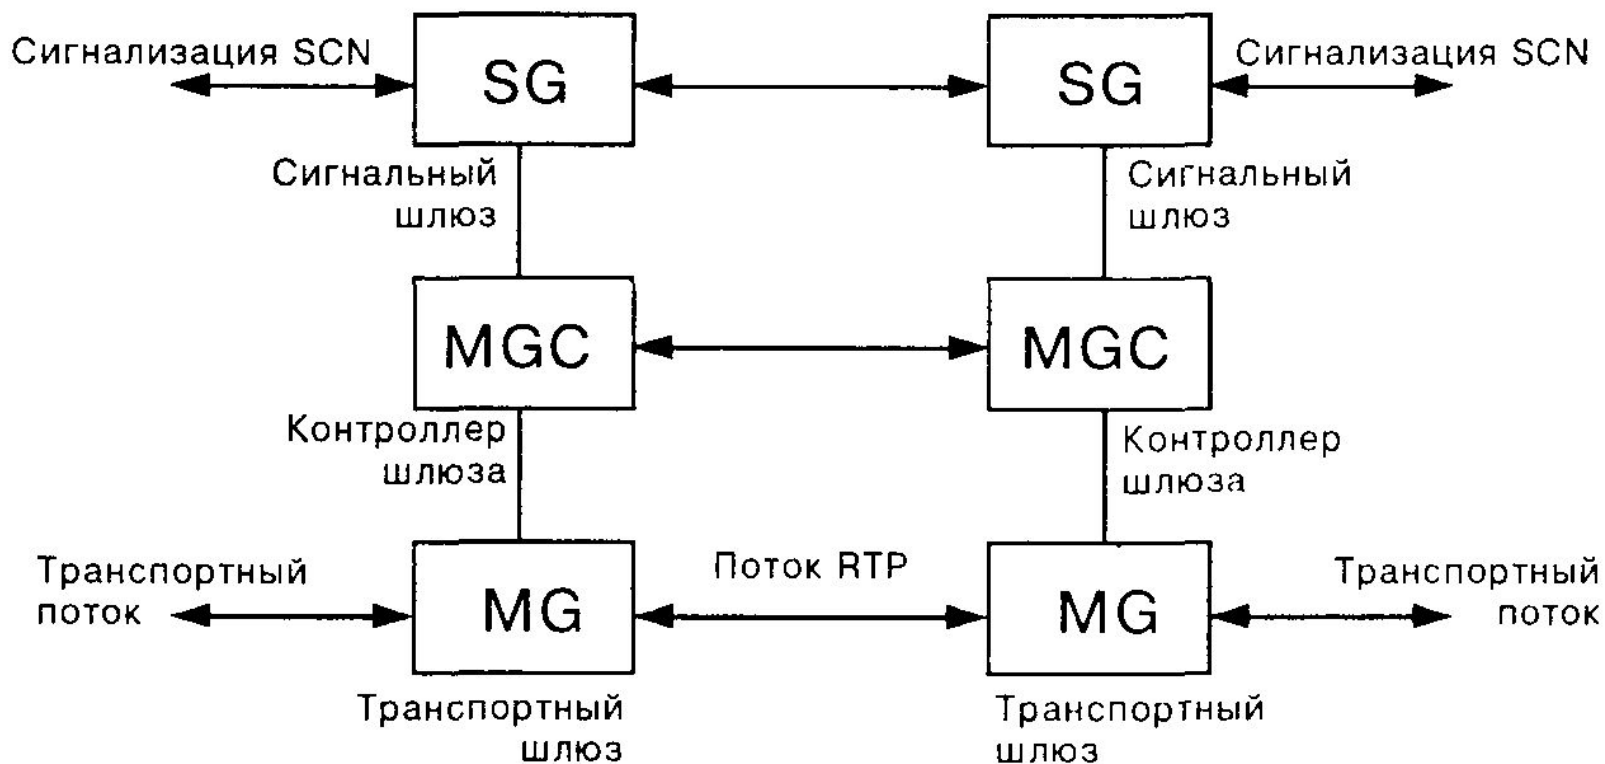 Сигнализация SCN
SG
SG
Сигнализация SCN
Сигнальный
шлюз
Сигнальный
шлюз
MGC
MGC
Контроллер
шлюза
Контроллер
шлюза
Транспортный
поток
MG
Поток RTP
MG
Транспортный
поток
Транспортный
шлюз
Транспортный
шлюз